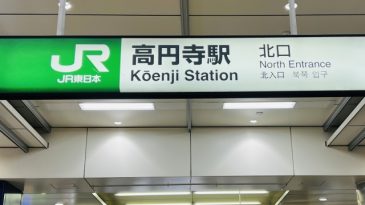 JR
JR東日本
高円寺駅
Kōenji Station
北口
North Entrance
北入口 북쪽 입구